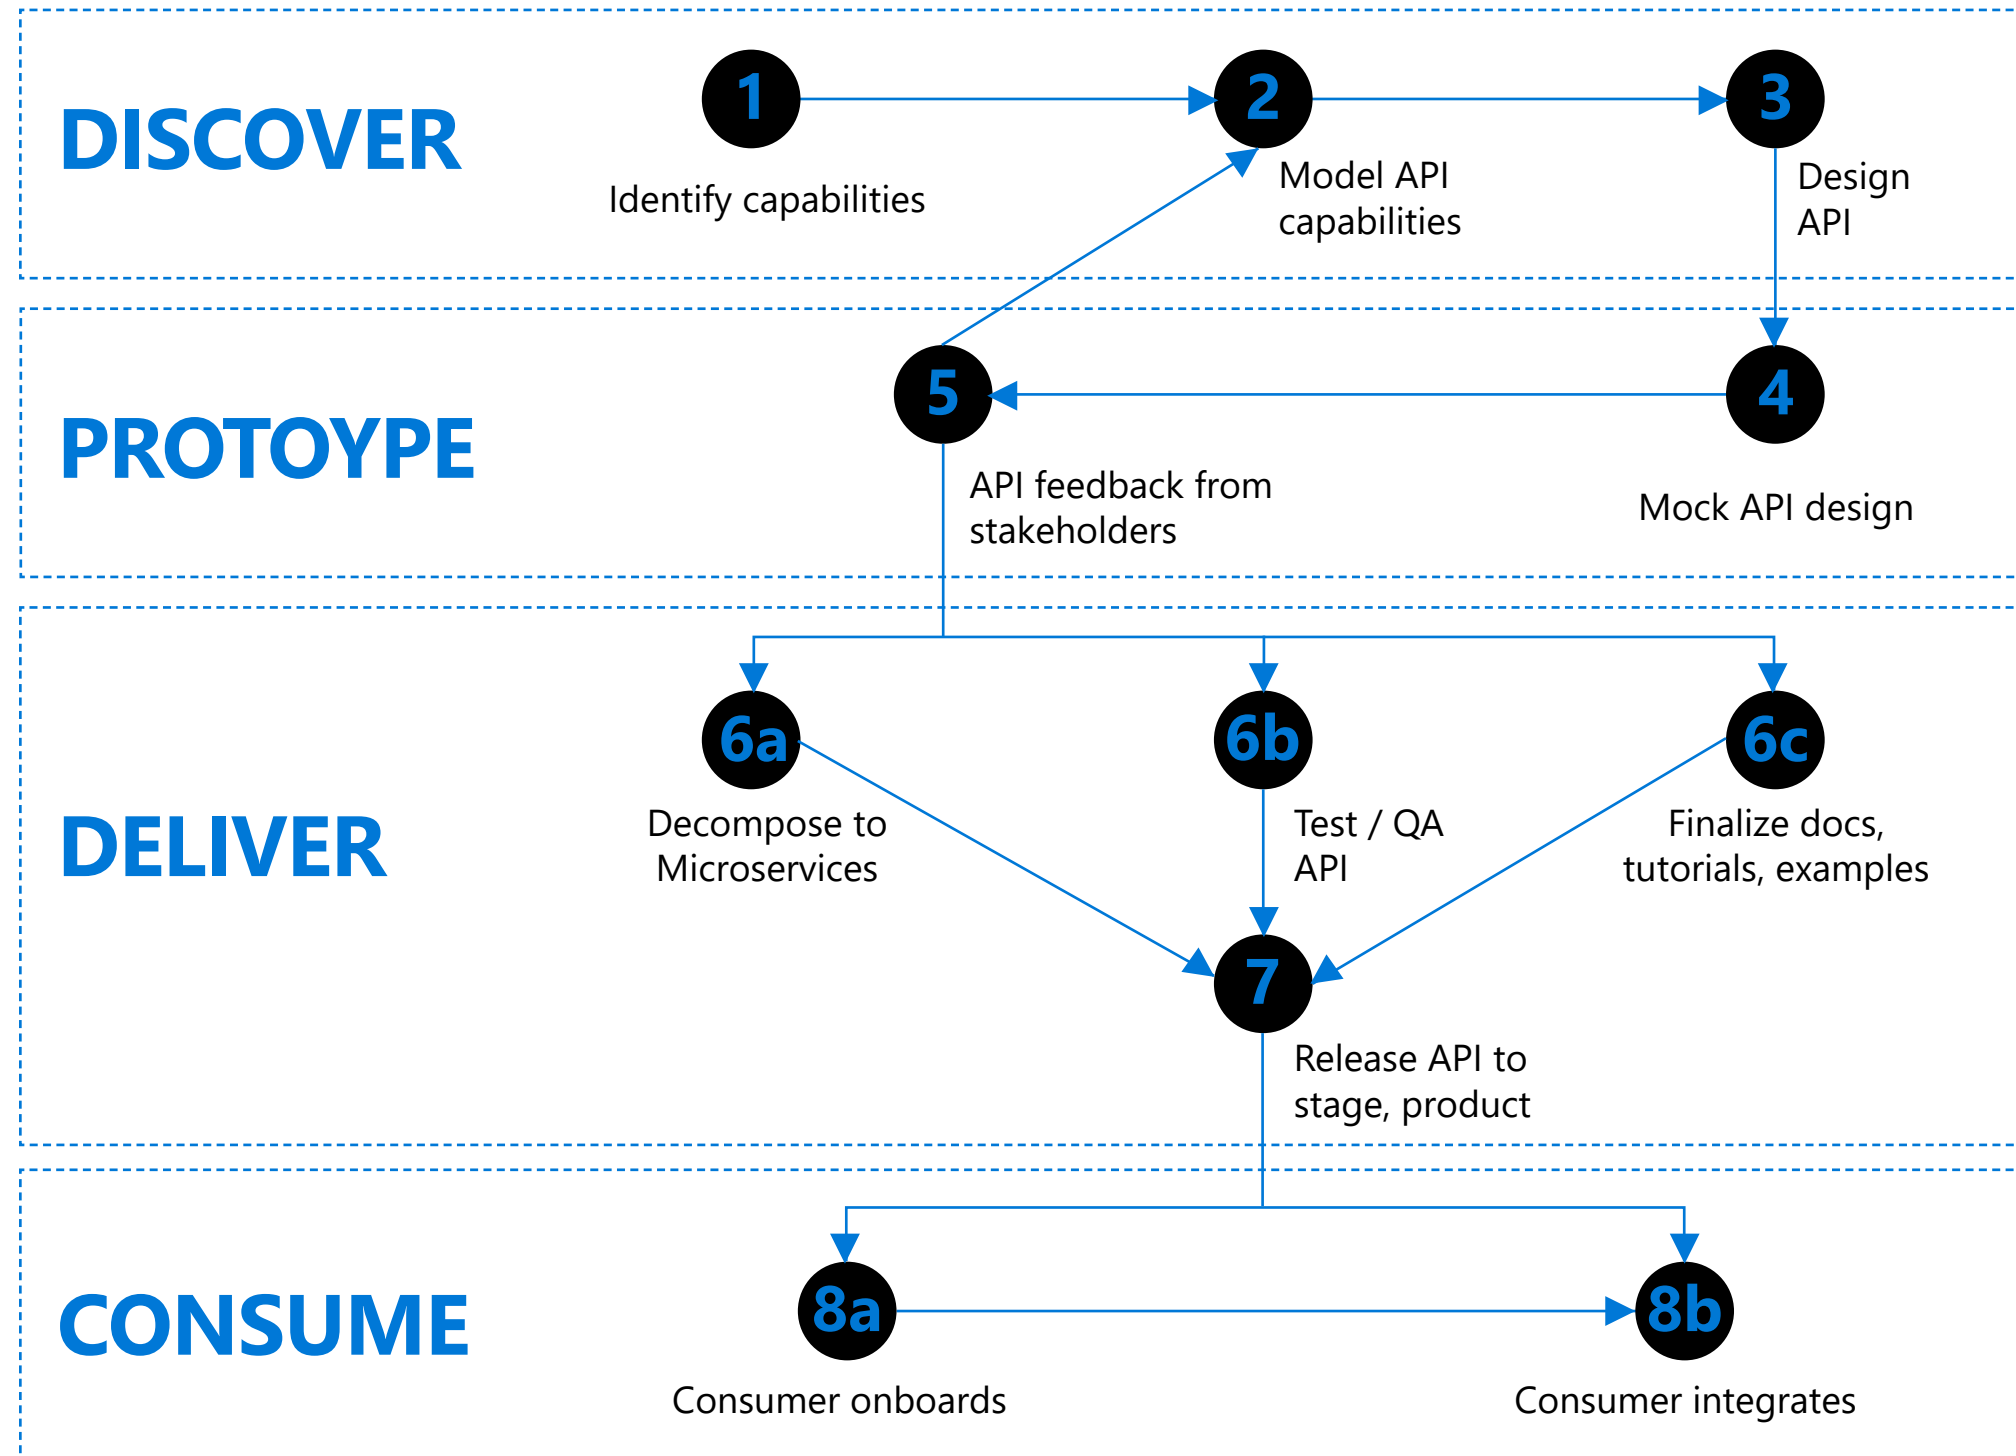 DISCOVER
1
2
3
Identify capabilities
Model API
capabilities
Design
API
PROTOYPE
5
4
API feedback from
stakeholders
Mock API design
DELIVER
6a
6b
6c
Decompose to
Microservices
Test / QA
API
Finalize docs,
tutorials, examples
7
Release API to
stage, product
CONSUME
8a
8b
Consumer onboards
Consumer integrates